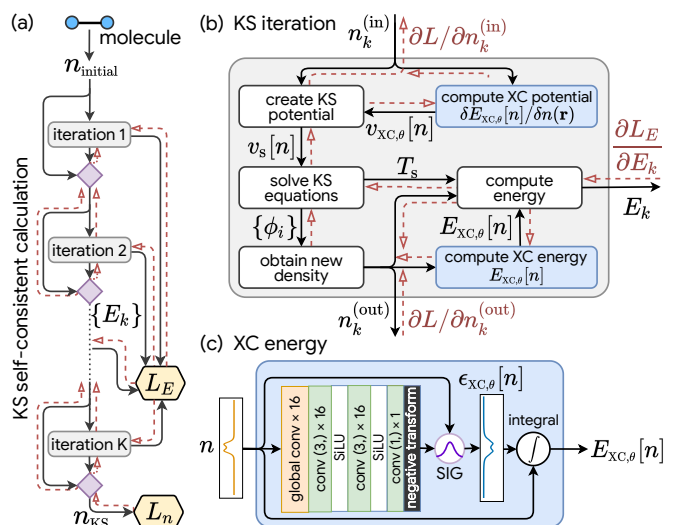 (a)
molecule
n_initial
iteration 1
iteration 2
{E_k}
L_E
iteration K
n_KS
L_n
KS self-consistent calculation
(b) KS iteration
n_k^(in)
∂L/∂n_k^(in)
create KS
potential
compute XC potential
δE_XC,θ[n]/δn(r)
v_XC,θ[n]
v_s[n]
T_s
∂L_E
∂E_k
solve KS
equations
compute
energy
E_k
{ϕ_i}
E_XC,θ[n]
obtain new
density
compute XC energy
E_XC,θ[n]
n_k^(out)
∂L/∂n_k^(out)
(c) XC energy
n
global conv × 16
conv (3,) × 16
SiLU
conv (3,) × 16
SiLU
conv (1,) × 1
negative transform
SIG
ϵ_XC,θ[n]
integral
∫
E_XC,θ[n]